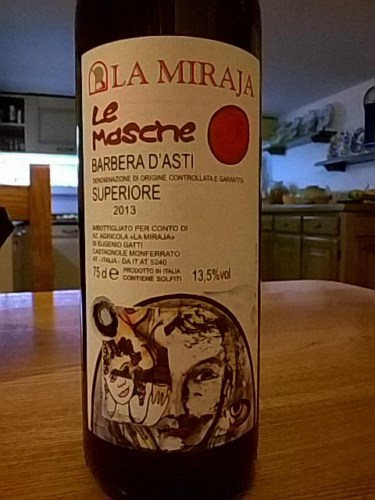 LA MIRAJA
Le
Masche
BARBERA D'ASTI
DENOMINAZIONE DI ORIGINE CONTROLLATA E GARANTITA
SUPERIORE
2013
IMBOTTIGLIATO PER CONTO DI
AZ. AGRICOLA «LA MIRAJA»
DI EUGENIO GATTI
CASTAGNOLE MONFERRATO
AT - ITALIA - DA IT AT 5240
75 cl e PRODOTTO IN ITALIA 13,5%vol
CONTIENE SOLFITI